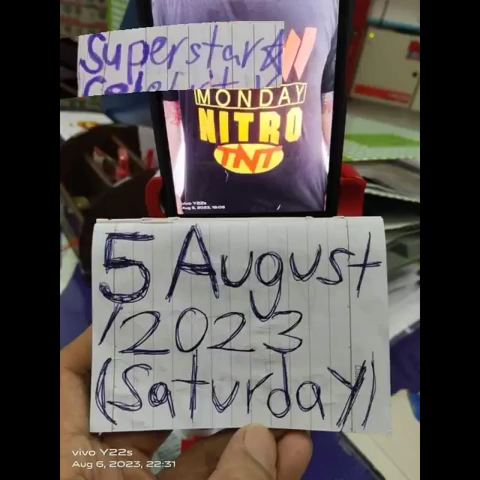 Superstar
MONDAY
NITRO
TNT
vivo Y22s
Aug 5, 2023, 18:06
5 August
/2023
(Saturday)
vivo Y22s
Aug 6, 2023, 22:31